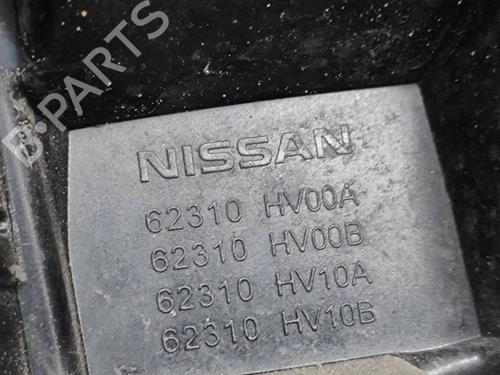 B-PARTS
NISSAN
62310 HV00A
62310 HV00B
62310 HV10A
62310 HV10B